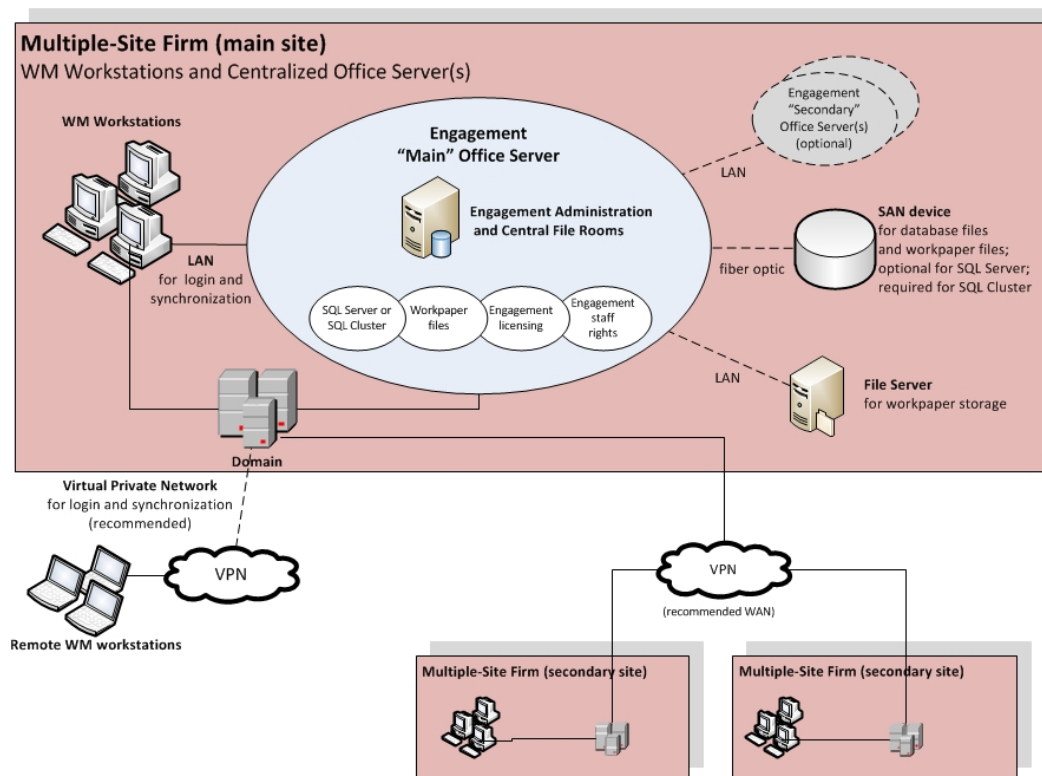 Multiple-Site Firm (main site)
WM Workstations and Centralized Office Server(s)
WM Workstations
Engagement
“Main” Office Server
Engagement Administration
and Central File Rooms
SQL Server or
SQL Cluster
Workpaper
files
Engagement
licensing
Engagement
staff
rights
LAN
for login and
synchronization
Engagement
“Secondary”
Office Server(s)
(optional)
LAN
SAN device
for database files
and workpaper files;
optional for SQL Server;
required for SQL Cluster
fiber optic
LAN
File Server
for workpaper storage
Domain
Virtual Private Network
for login and synchronization
(recommended)
VPN
Remote WM workstations
VPN
(recommended WAN)
Multiple-Site Firm (secondary site)
Multiple-Site Firm (secondary site)